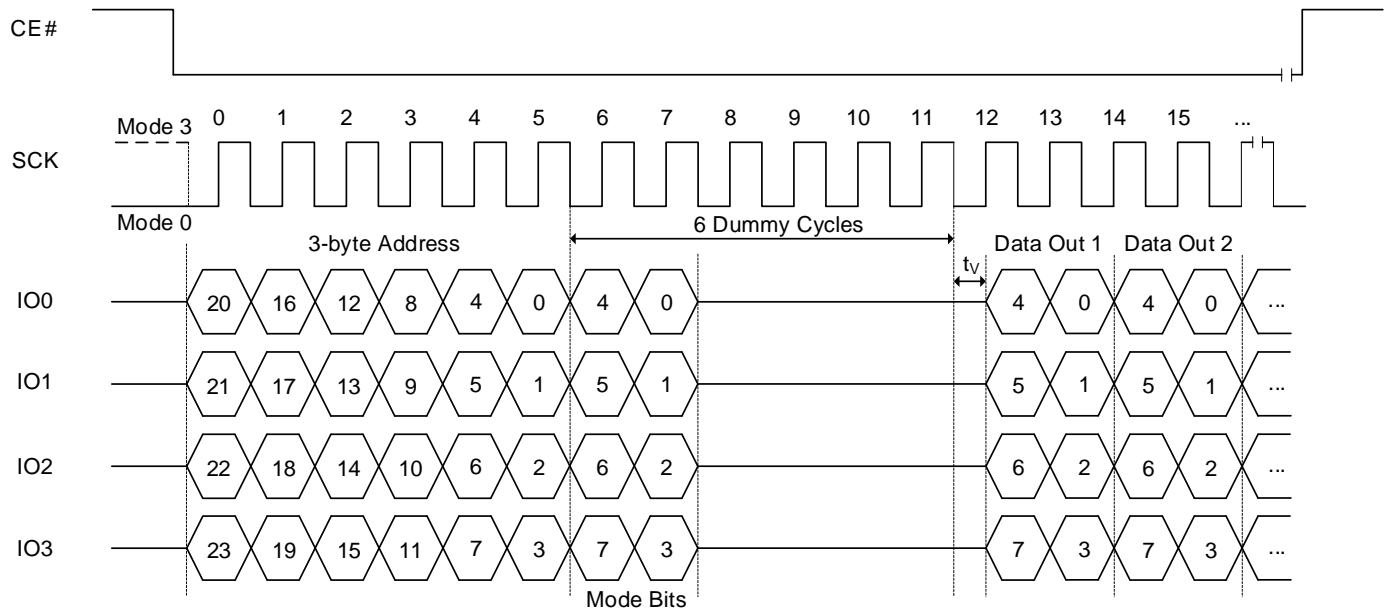 CE#
Mode 3 0 1 2 3 4 5 6 7 8 9 10 11 12 13 14 15 ...
SCK
Mode 0
6 Dummy Cycles
3-byte Address
Data Out 1 Data Out 2
tV
IO0 20 16 12 8 4 0 4 0 4 0 4 0 ...
IO1 21 17 13 9 5 1 5 1 5 1 5 1 ...
IO2 22 18 14 10 6 2 6 2 6 2 6 2 ...
IO3 23 19 15 11 7 3 7 3 7 3 7 3 ...
Mode Bits